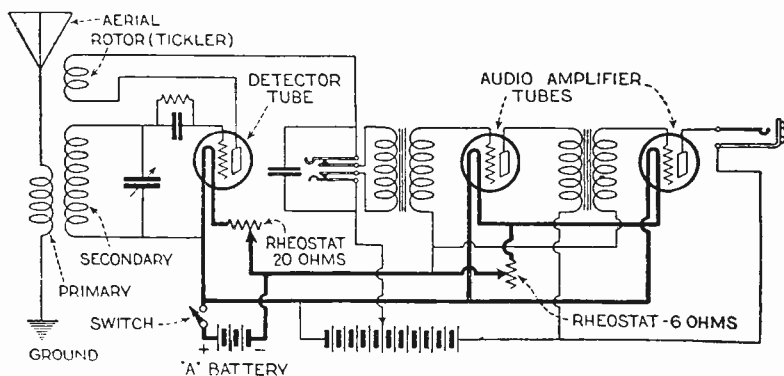 AERIAL
ROTOR (TICKLER)
DETECTOR
TUBE
AUDIO AMPLIFIER
TUBES
RHEOSTAT
20 OHMS
SECONDARY
PRIMARY
SWITCH
RHEOSTAT-6 OHMS
+ -
GROUND
"A" BATTERY